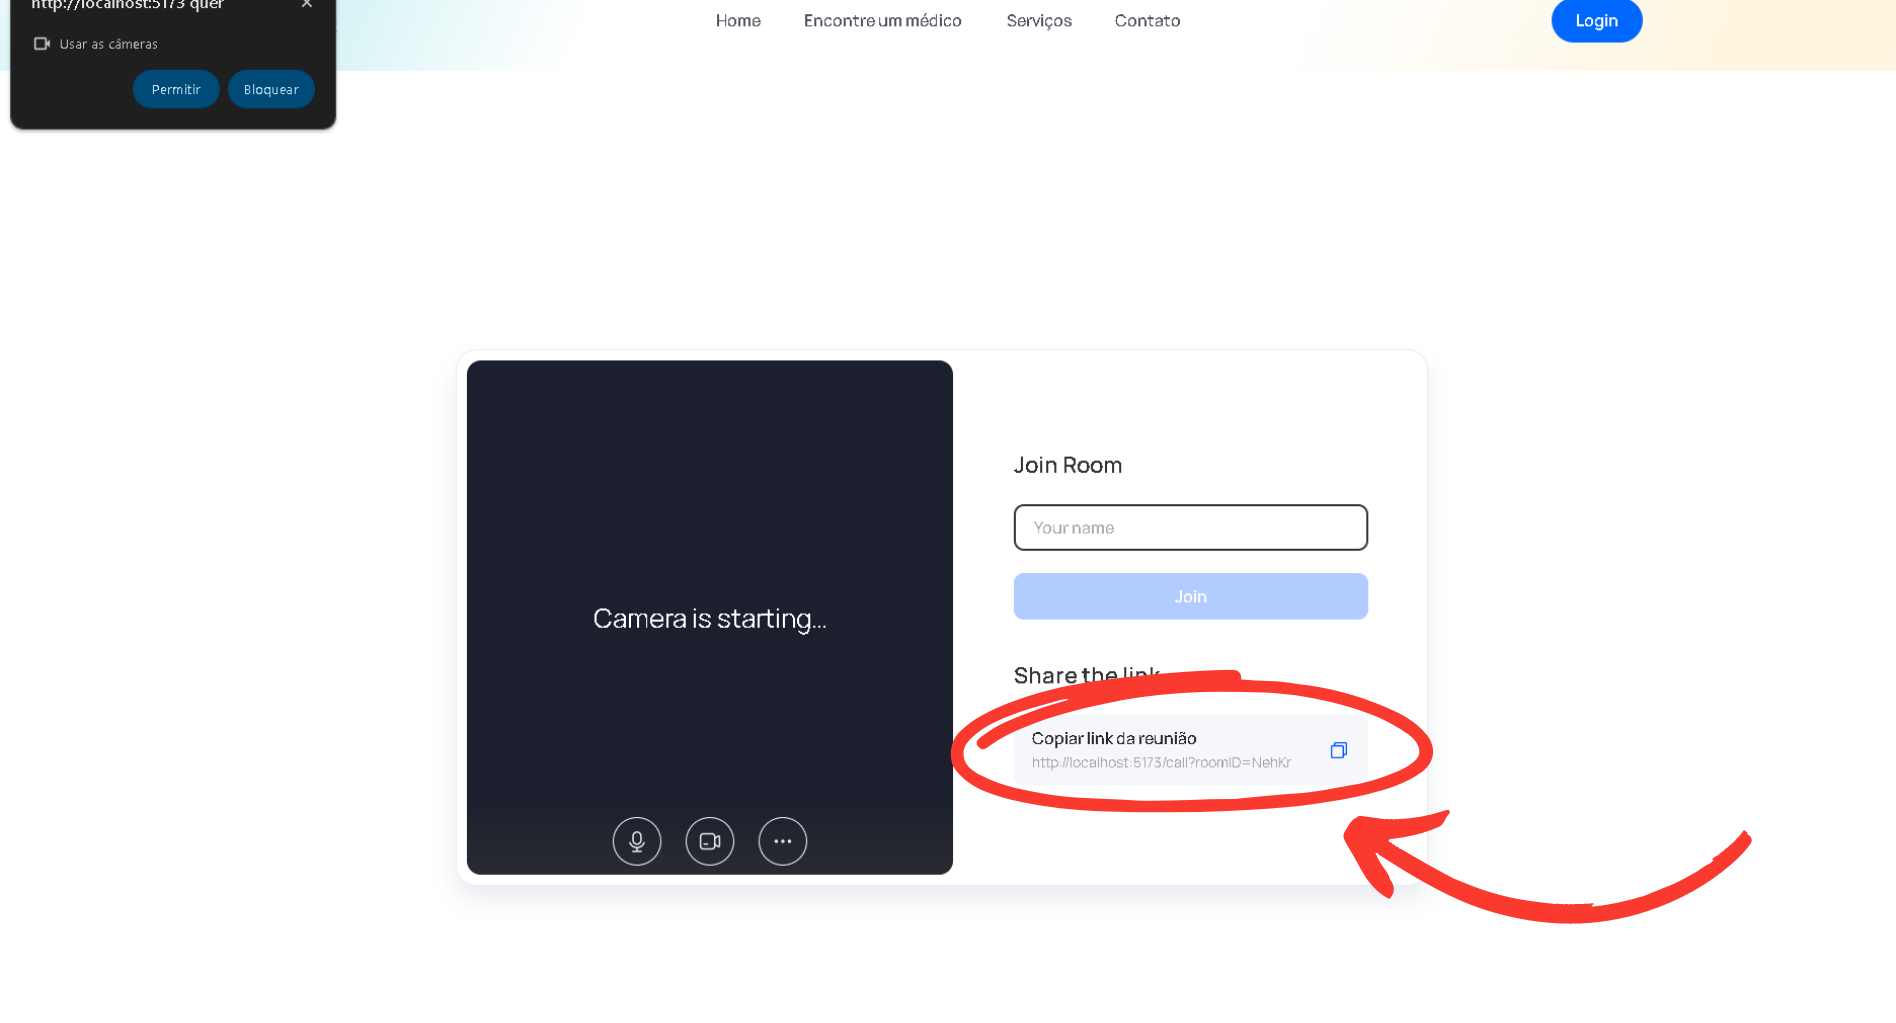 http://localhost:5173 quer
Usar as câmeras
Permitir Bloquear
Home Encontre um médico Serviços Contato Login
Camera is starting...
Join Room
Your name
Join
Share the link
Copiar link da reunião
http://localhost:5173/call?roomID=NehKr